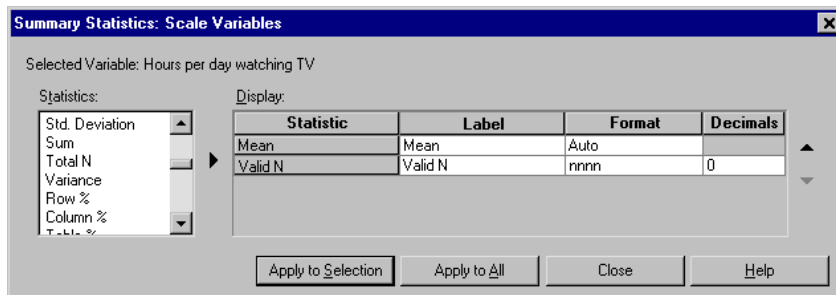 Summary Statistics: Scale Variables
Selected Variable: Hours per day watching TV
Statistics:
Display:
Std. Deviation
Sum
Total N
Variance
Row %
Column %
Table %
Statistic Label Format Decimals
Mean Mean Auto
Valid N Valid N nnnn 0
Apply to Selection Apply to All Close Help